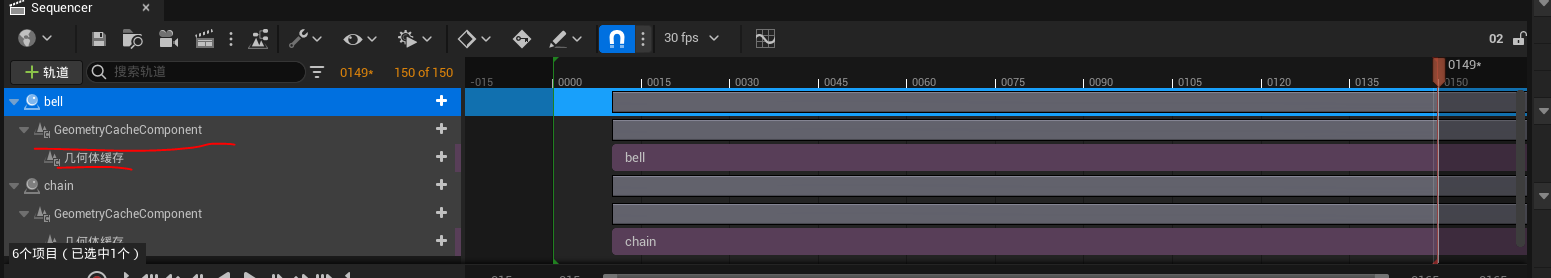 Sequencer ×
30 fps 02
轨道 搜索轨道 0149* 150 of 150
0149*
-015 0000 0015 0030 0045 0060 0075 0090 0105 0120 0135 0150
bell
GeometryCacheComponent
几何体缓存 bell
chain
GeometryCacheComponent
几何体缓存 chain
6个项目（已选中1个）